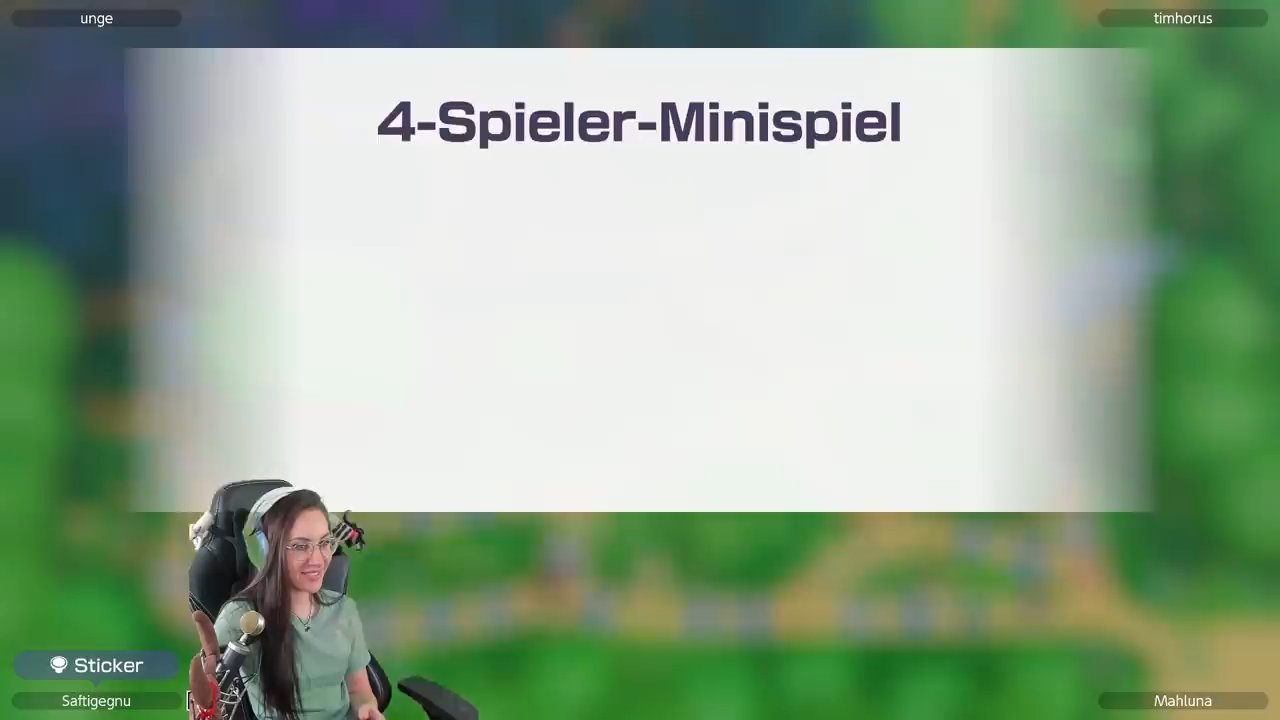 unge
timhorus
4-Spieler-Minispiel
Sticker
Saftigegnu
Mahluna